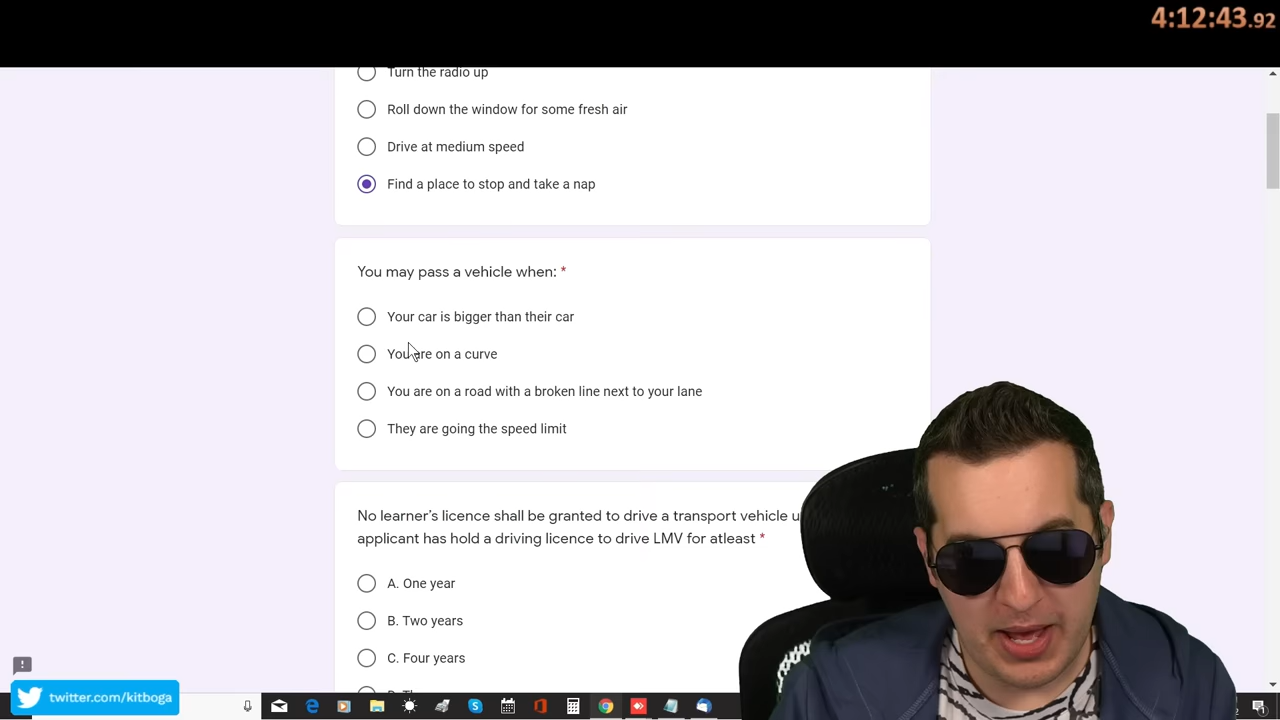 4:12:43.92
Turn the radio up
Roll down the window for some fresh air
Drive at medium speed
Find a place to stop and take a nap
You may pass a vehicle when: *
Your car is bigger than their car
You are on a curve
You are on a road with a broken line next to your lane
They are going the speed limit
No learner's licence shall be granted to drive a transport vehicle
applicant has hold a driving licence to drive LMV for atleast *
A. One year
B. Two years
C. Four years
twitter.com/kitboga